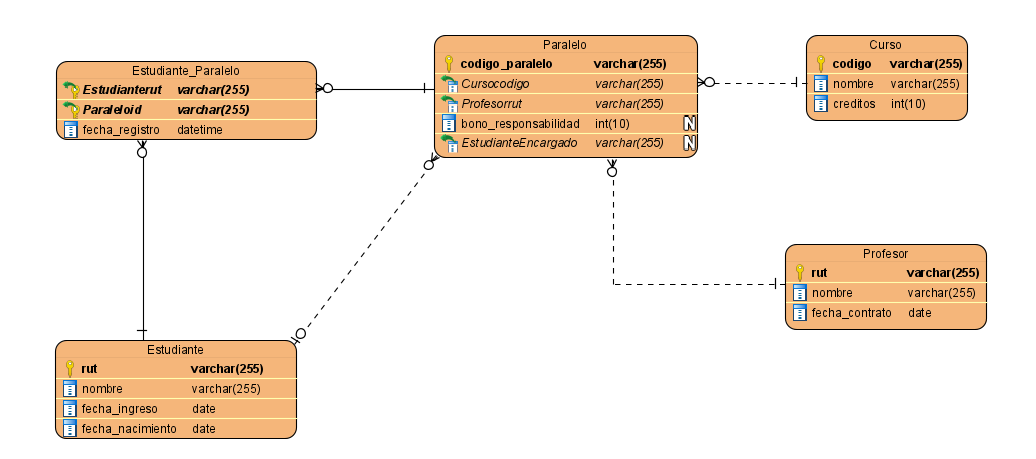 Estudiante_Paralelo
Estudianterut varchar(255)
Paraleloid varchar(255)
fecha_registro datetime
Paralelo
codigo_paralelo varchar(255)
Cursocodigo varchar(255)
Profesorrut varchar(255)
bono_responsabilidad int(10) N
EstudianteEncargado varchar(255) N
Curso
codigo varchar(255)
nombre varchar(255)
creditos int(10)
Profesor
rut varchar(255)
nombre varchar(255)
fecha_contrato date
Estudiante
rut varchar(255)
nombre varchar(255)
fecha_ingreso date
fecha_nacimiento date